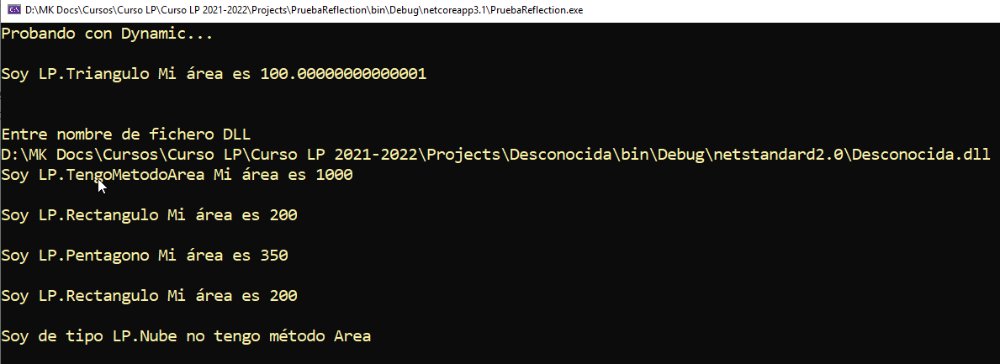 D:\MK Docs\Cursos\Curso LP\Curso LP 2021-2022\Projects\PruebaReflection\bin\Debug\netcoreapp3.1\PruebaReflection.exe
Probando con Dynamic...
Soy LP.Triangulo Mi área es 100.00000000000001
Entre nombre de fichero DLL
D:\MK Docs\Cursos\Curso LP\Curso LP 2021-2022\Projects\Desconocida\bin\Debug\netstandard2.0\Desconocida.dll
Soy LP.TengoMetodoArea Mi área es 1000
Soy LP.Rectangulo Mi área es 200
Soy LP.Pentagono Mi área es 350
Soy LP.Rectangulo Mi área es 200
Soy de tipo LP.Nube no tengo método Area